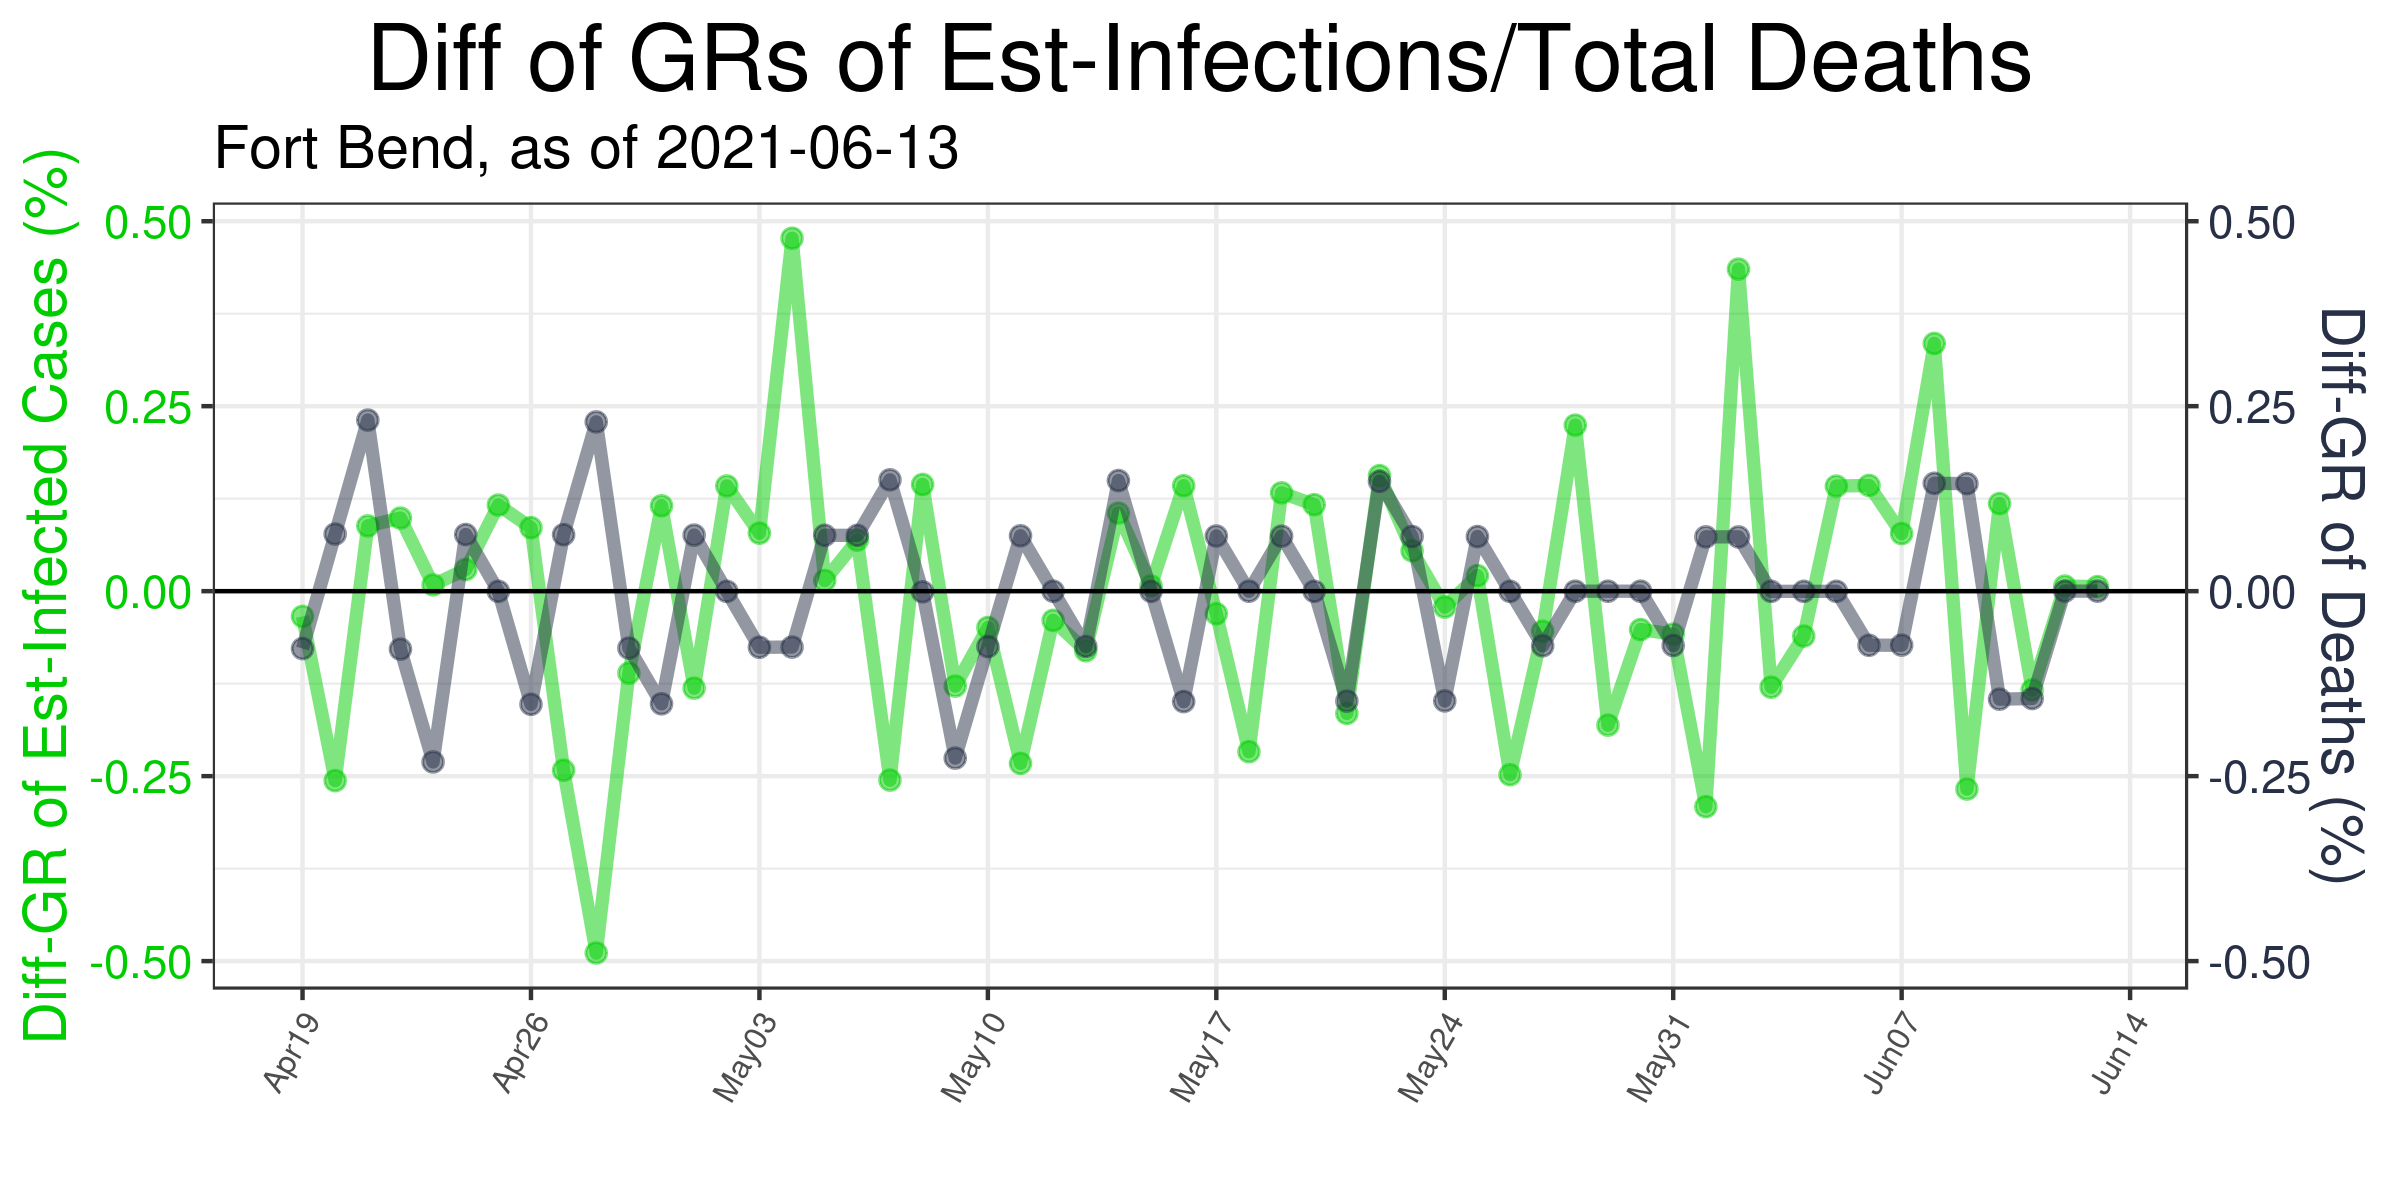 Diff of GRs of Est-Infections/Total Deaths
Fort Bend, as of 2021-06-13
Diff-GR of Est-Infected Cases (%)
0.50
0.25
0.00
-0.25
-0.50
0.50
0.25
0.00
-0.25
-0.50
Diff-GR of Deaths (%)
Apr19 Apr26 May03 May10 May17 May24 May31 Jun07 Jun14